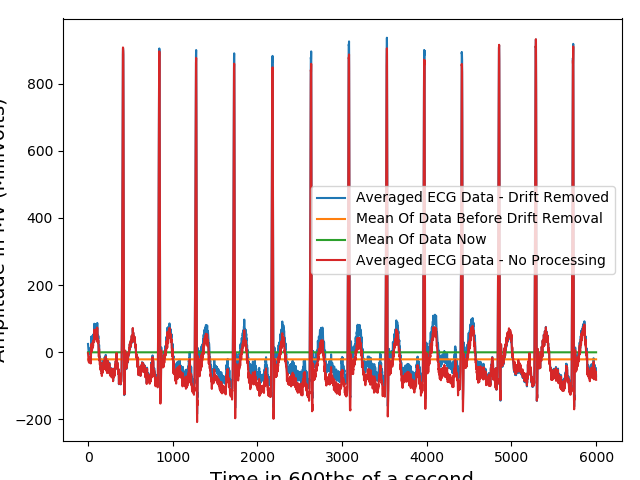 800
600
400
200
0
−200
Amplitude in MV (Millivolts)
Averaged ECG Data - Drift Removed
Mean Of Data Before Drift Removal
Mean Of Data Now
Averaged ECG Data - No Processing
0 1000 2000 3000 4000 5000 6000
Time in 600ths of a second